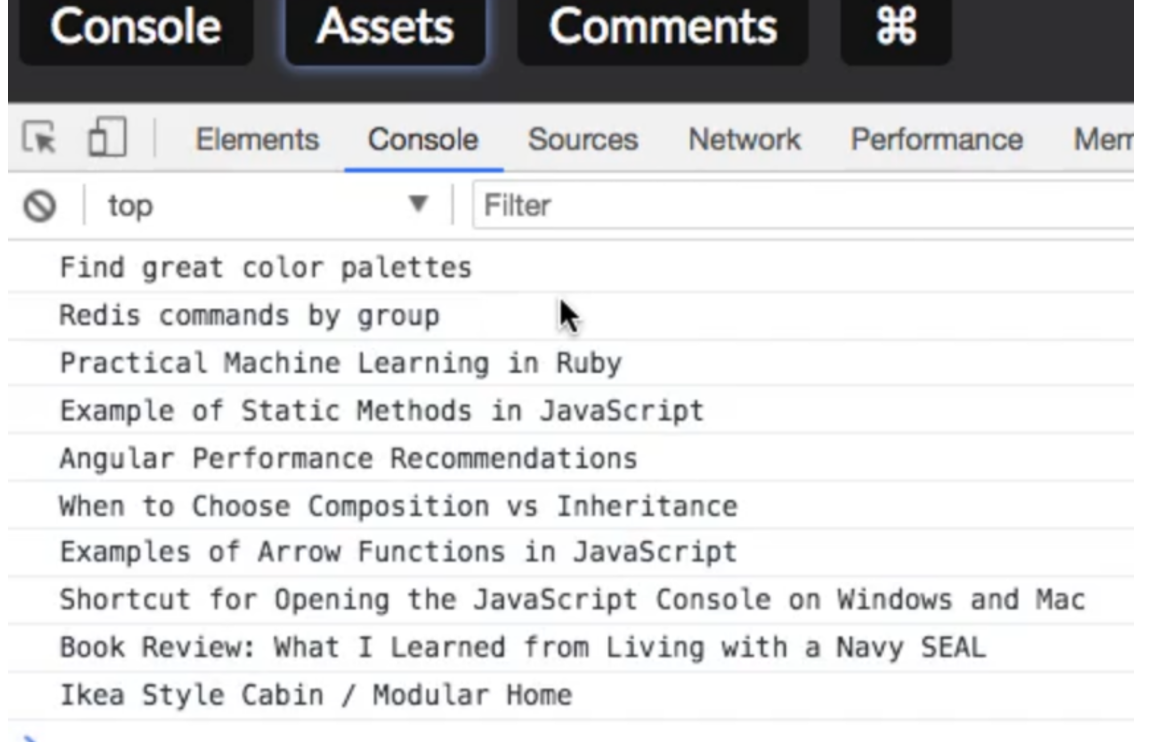 Console Assets Comments ⌘
Elements Console Sources Network Performance
top Filter
Find great color palettes
Redis commands by group
Practical Machine Learning in Ruby
Example of Static Methods in JavaScript
Angular Performance Recommendations
When to Choose Composition vs Inheritance
Examples of Arrow Functions in JavaScript
Shortcut for Opening the JavaScript Console on Windows and Mac
Book Review: What I Learned from Living with a Navy SEAL
Ikea Style Cabin / Modular Home